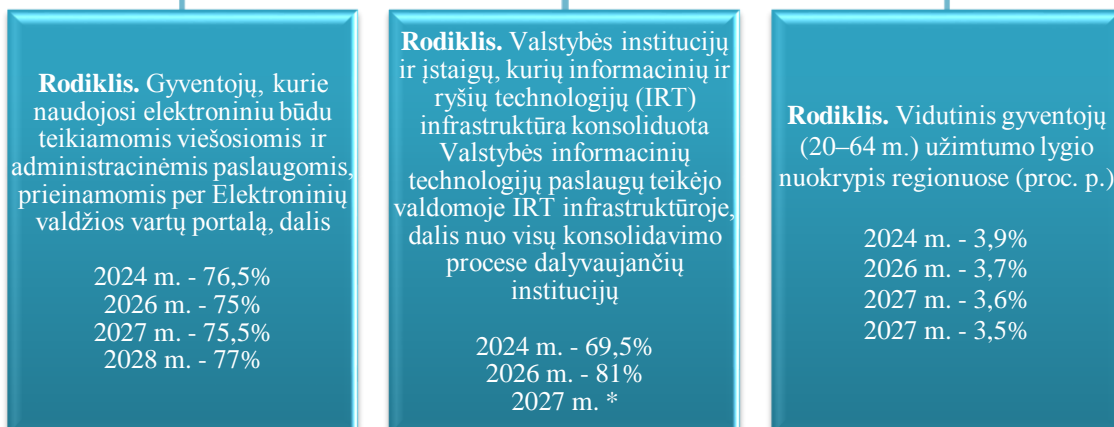 Rodiklis. Gyventojų, kurie
naudojosi elektroniniu būdu
teikiamomis viešosiomis ir
administracinėmis paslaugomis,
prieinamomis per Elektroninių
valdžios vartų portalą, dalis
2024 m. - 76,5%
2026 m. - 75%
2027 m. - 75,5%
2028 m. - 77%
Rodiklis. Valstybės institucijų
ir įstaigų, kurių informacinių ir
ryšių technologijų (IRT)
infrastruktūra konsoliduota
Valstybės informacinių
technologijų paslaugų teikėjo
valdomoje IRT infrastruktūroje,
dalis nuo visų konsolidavimo
procese dalyvaujančių
institucijų
2024 m. - 69,5%
2026 m. - 81%
2027 m. *
Rodiklis. Vidutinis gyventojų
(20–64 m.) užimtumo lygio
nuokrypis regionuose (proc. p.)
2024 m. - 3,9%
2026 m. - 3,7%
2027 m. - 3,6%
2027 m. - 3,5%